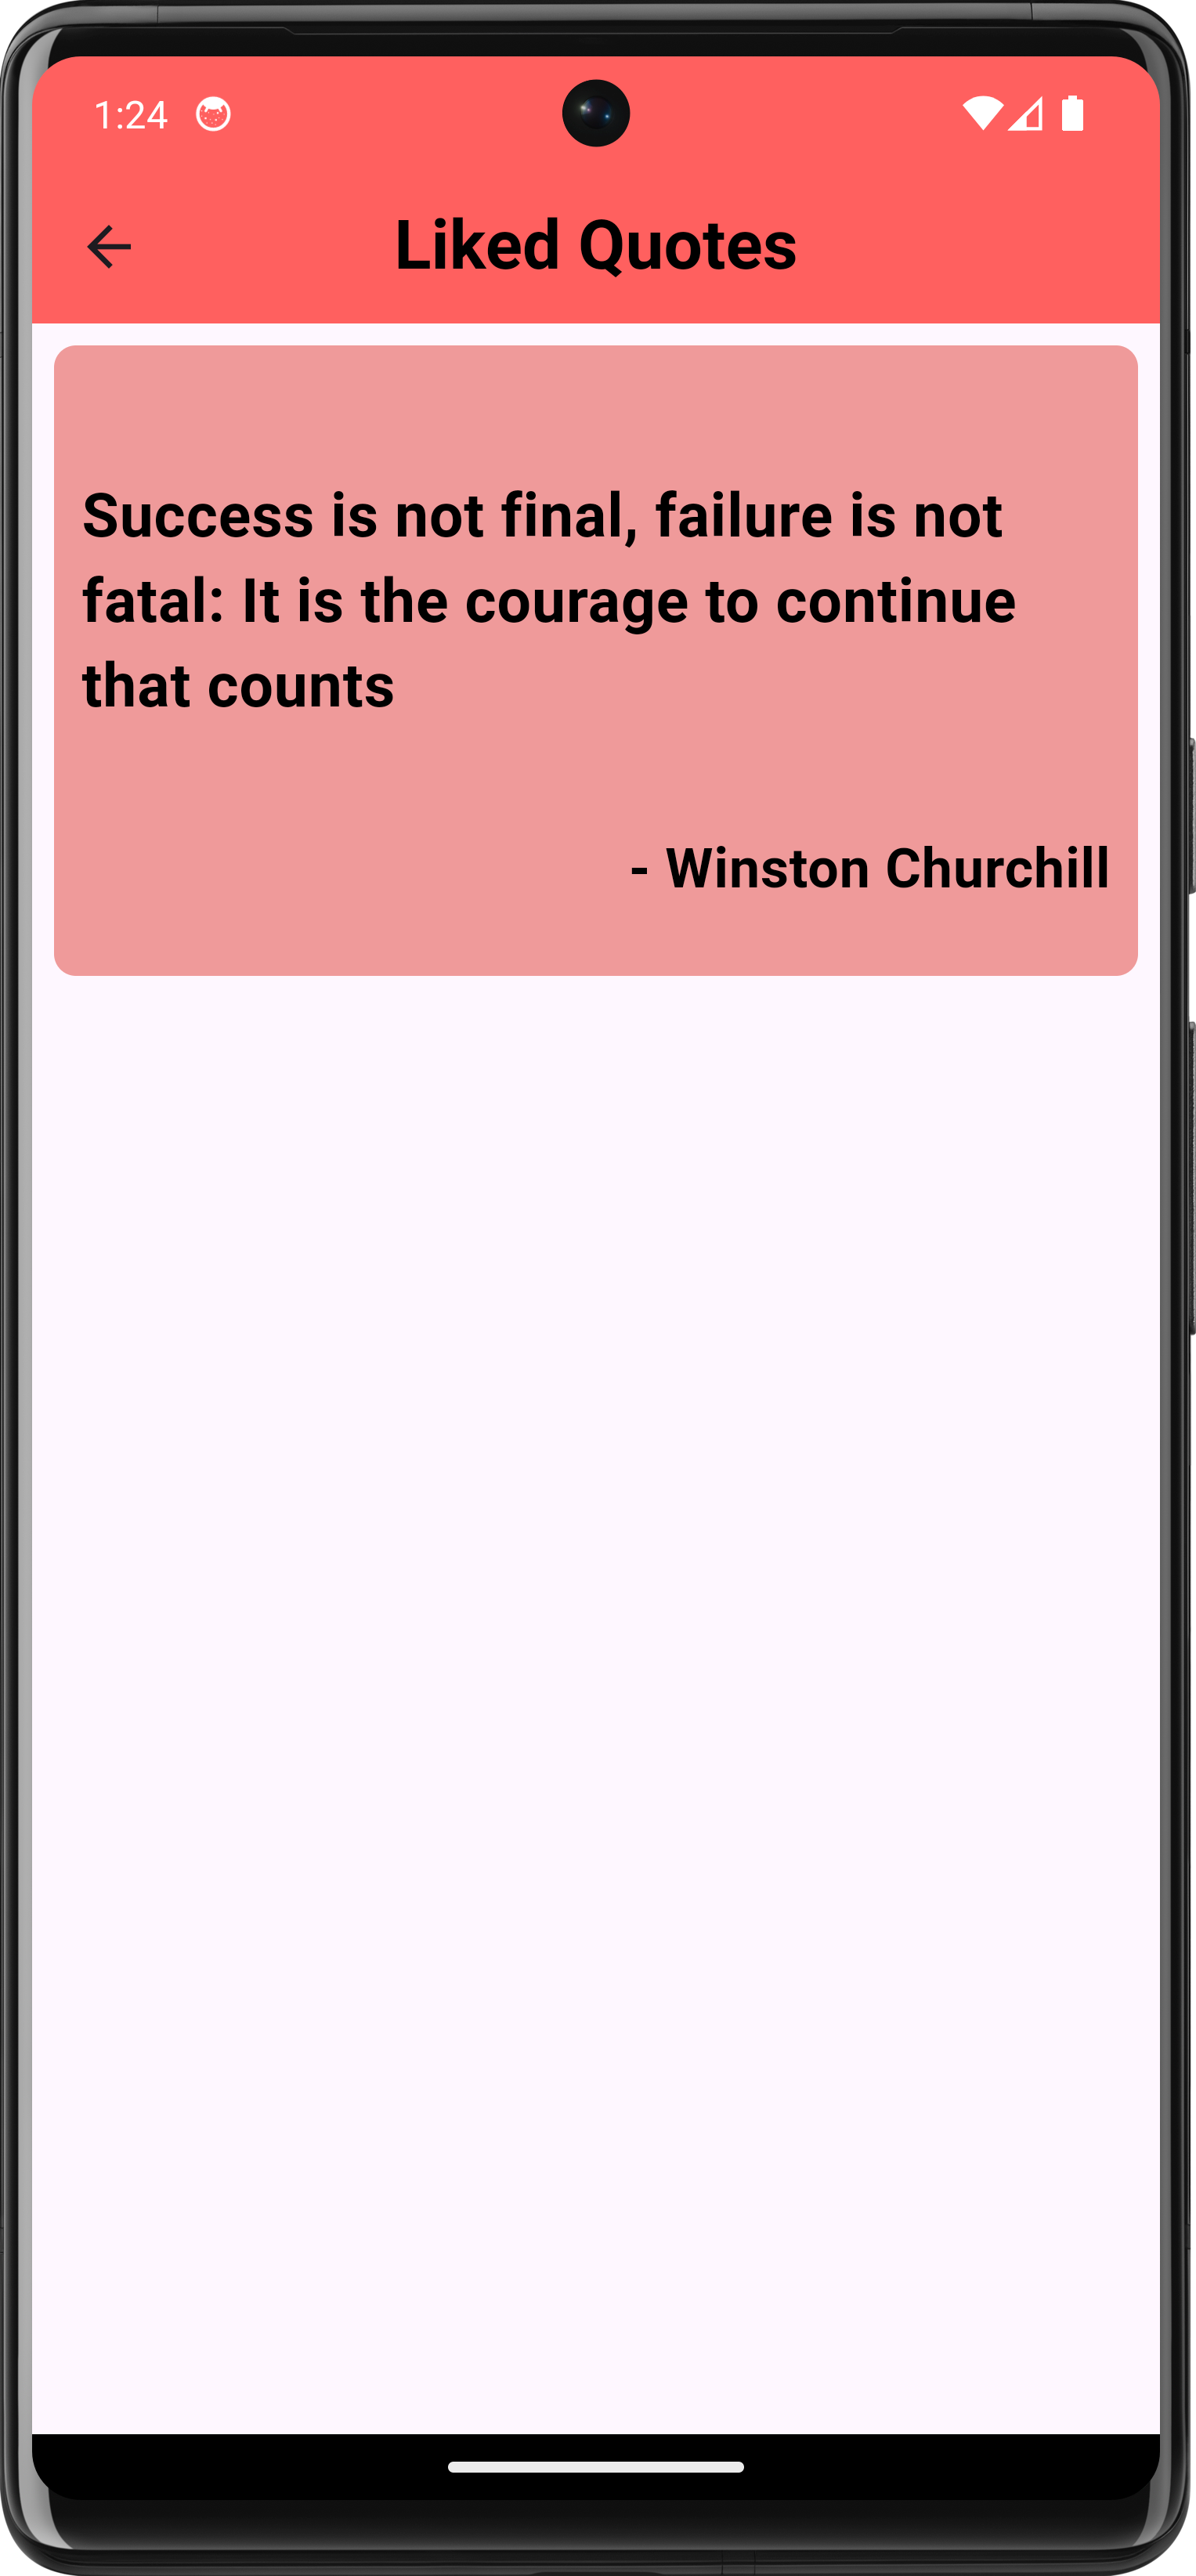 1:24
Liked Quotes
Success is not final, failure is not
fatal: It is the courage to continue
that counts
- Winston Churchill